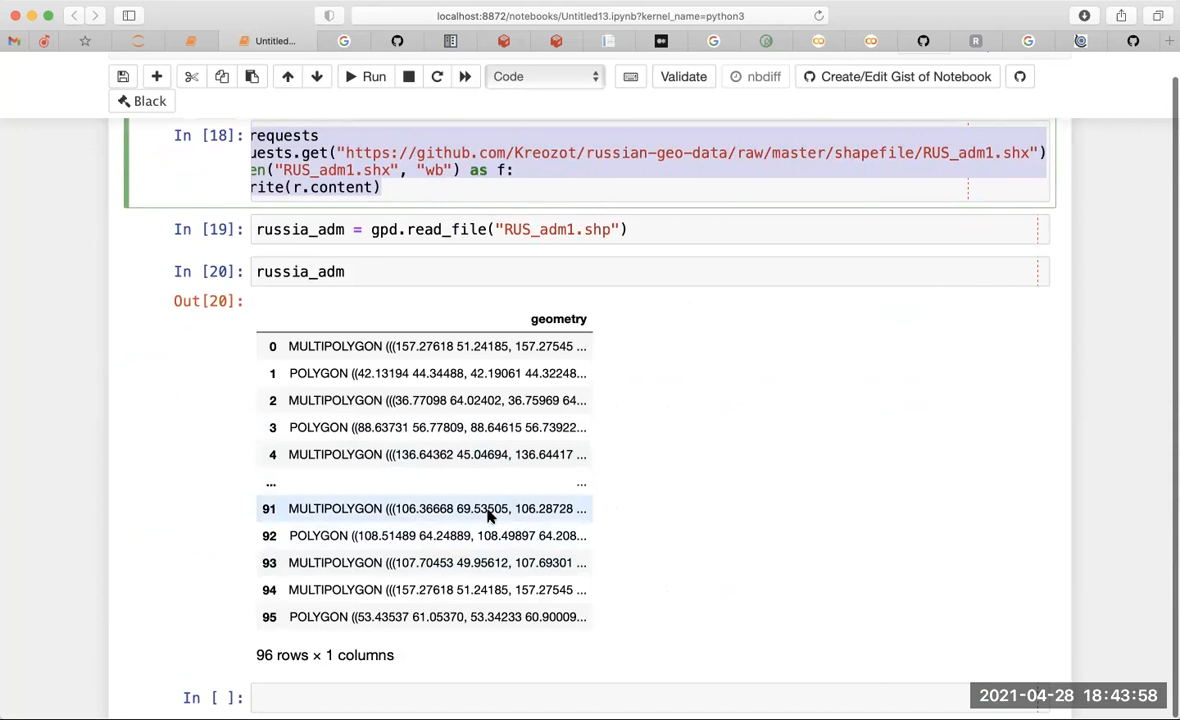 localhost:8872/notebooks/Untitled13.ipynb?kernel_name=python3
Untitled...
Run
Code
Validate
nbdiff
Create/Edit Gist of Notebook
Black
In [18]:
requests
uests.get("https://github.com/Kreozot/russian-geo-data/raw/master/shapefile/RUS_adm1.shx")
en("RUS_adm1.shx", "wb") as f:
rite(r.content)
In [19]: russia_adm = gpd.read_file("RUS_adm1.shp")
In [20]: russia_adm
Out[20]:
geometry
0 MULTIPOLYGON (((157.27618 51.24185, 157.27545 ...
1 POLYGON ((42.13194 44.34488, 42.19061 44.32248...
2 MULTIPOLYGON (((36.77098 64.02402, 36.75969 64...
3 POLYGON ((88.63731 56.77809, 88.64615 56.73922...
4 MULTIPOLYGON (((136.64362 45.04694, 136.64417 ...
... ...
91 MULTIPOLYGON (((106.36668 69.53505, 106.28728 ...
92 POLYGON ((108.51489 64.24889, 108.49897 64.208...
93 MULTIPOLYGON (((107.70453 49.95612, 107.69301 ...
94 MULTIPOLYGON (((157.27618 51.24185, 157.27545 ...
95 POLYGON ((53.43537 61.05370, 53.34233 60.90009...
96 rows × 1 columns
In [ ]:
2021-04-28 18:43:58